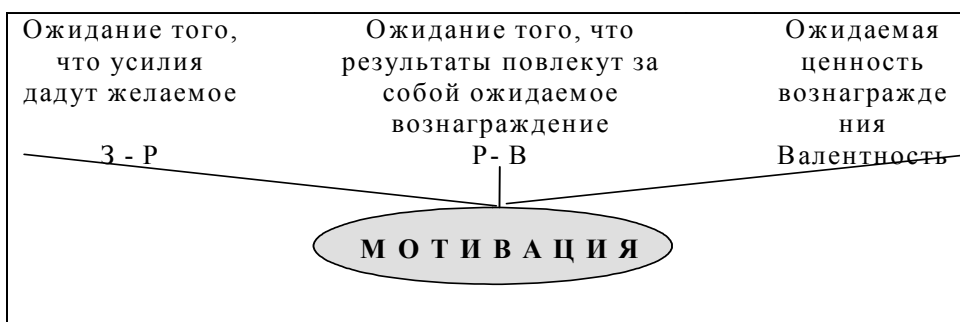 Ожидание того,
что усилия
дадут желаемое
З - Р
Ожидание того, что
результаты повлекут за
собой ожидаемое
вознаграждение
Р- В
Ожидаемая
ценность
вознагражде
ния
Валентность
МОТИВАЦИЯ